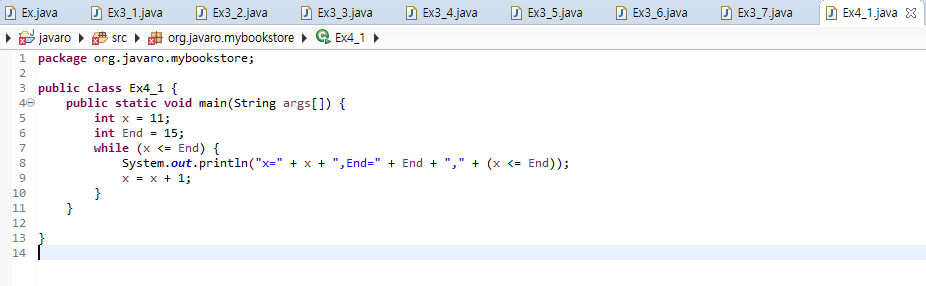 Ex.java Ex3_1.java Ex3_2.java Ex3_3.java Ex3_4.java Ex3_5.java Ex3_6.java Ex3_7.java Ex4_1.java
javaro src org.javaro.mybookstore Ex4_1
1 package org.javaro.mybookstore;
2
3 public class Ex4_1 {
4 public static void main(String args[]) {
5 int x = 11;
6 int End = 15;
7 while (x <= End) {
8 System.out.println("x=" + x + ",End=" + End + "," + (x <= End));
9 x = x + 1;
10 }
11 }
12
13 }
14